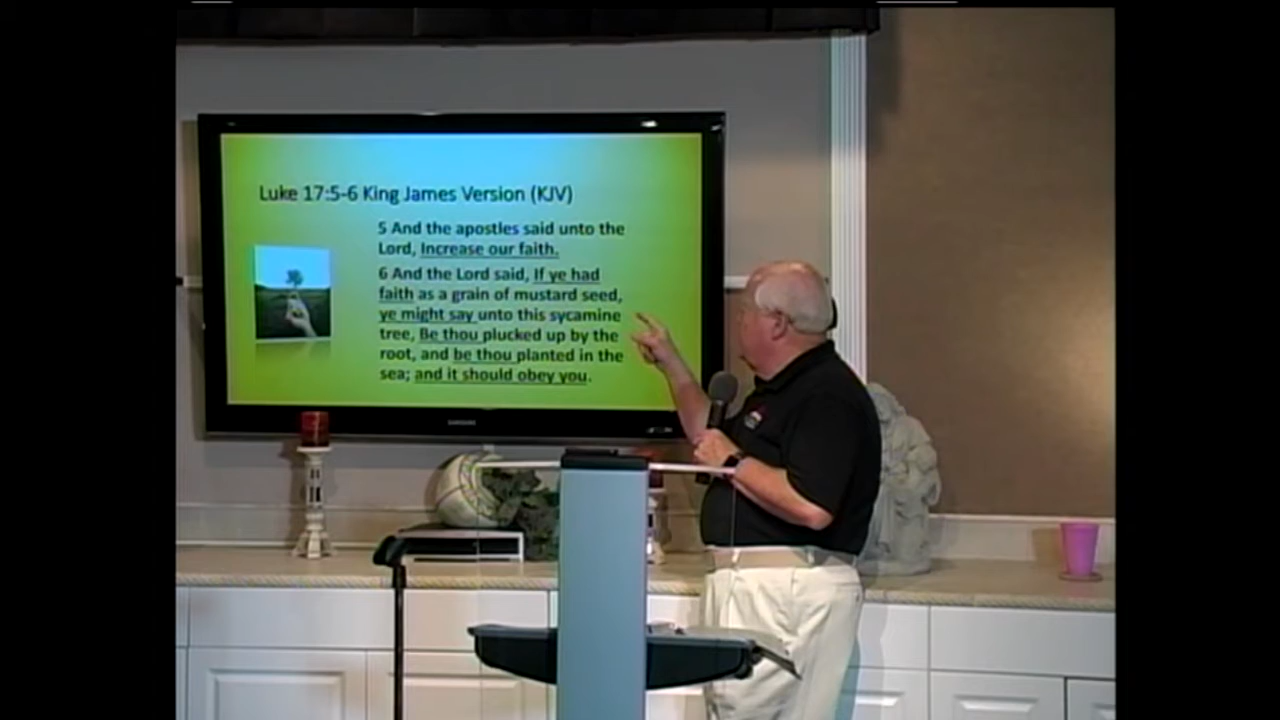 Luke 17:5-6 King James Version (KJV)
5 And the apostles said unto the
Lord, Increase our faith.
6 And the Lord said, If ye had
faith as a grain of mustard seed,
ye might say unto this sycamine
tree, Be thou plucked up by the
root, and be thou planted in the
sea; and it should obey you.
SAMSUNG